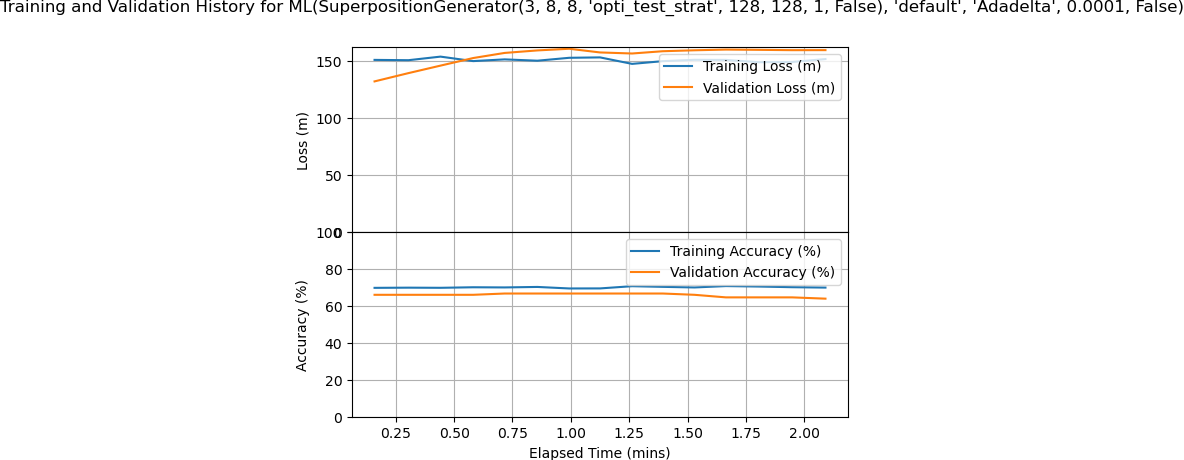 Training and Validation History for ML(SuperpositionGenerator(3, 8, 8, 'opti_test_strat', 128, 128, 1, False), 'default', 'Adadelta', 0.0001, False)
Training Loss (m)
Validation Loss (m)
Loss (m)
150
100
50
0
Training Accuracy (%)
Validation Accuracy (%)
Accuracy (%)
100
80
60
40
20
0
0.25 0.50 0.75 1.00 1.25 1.50 1.75 2.00
Elapsed Time (mins)